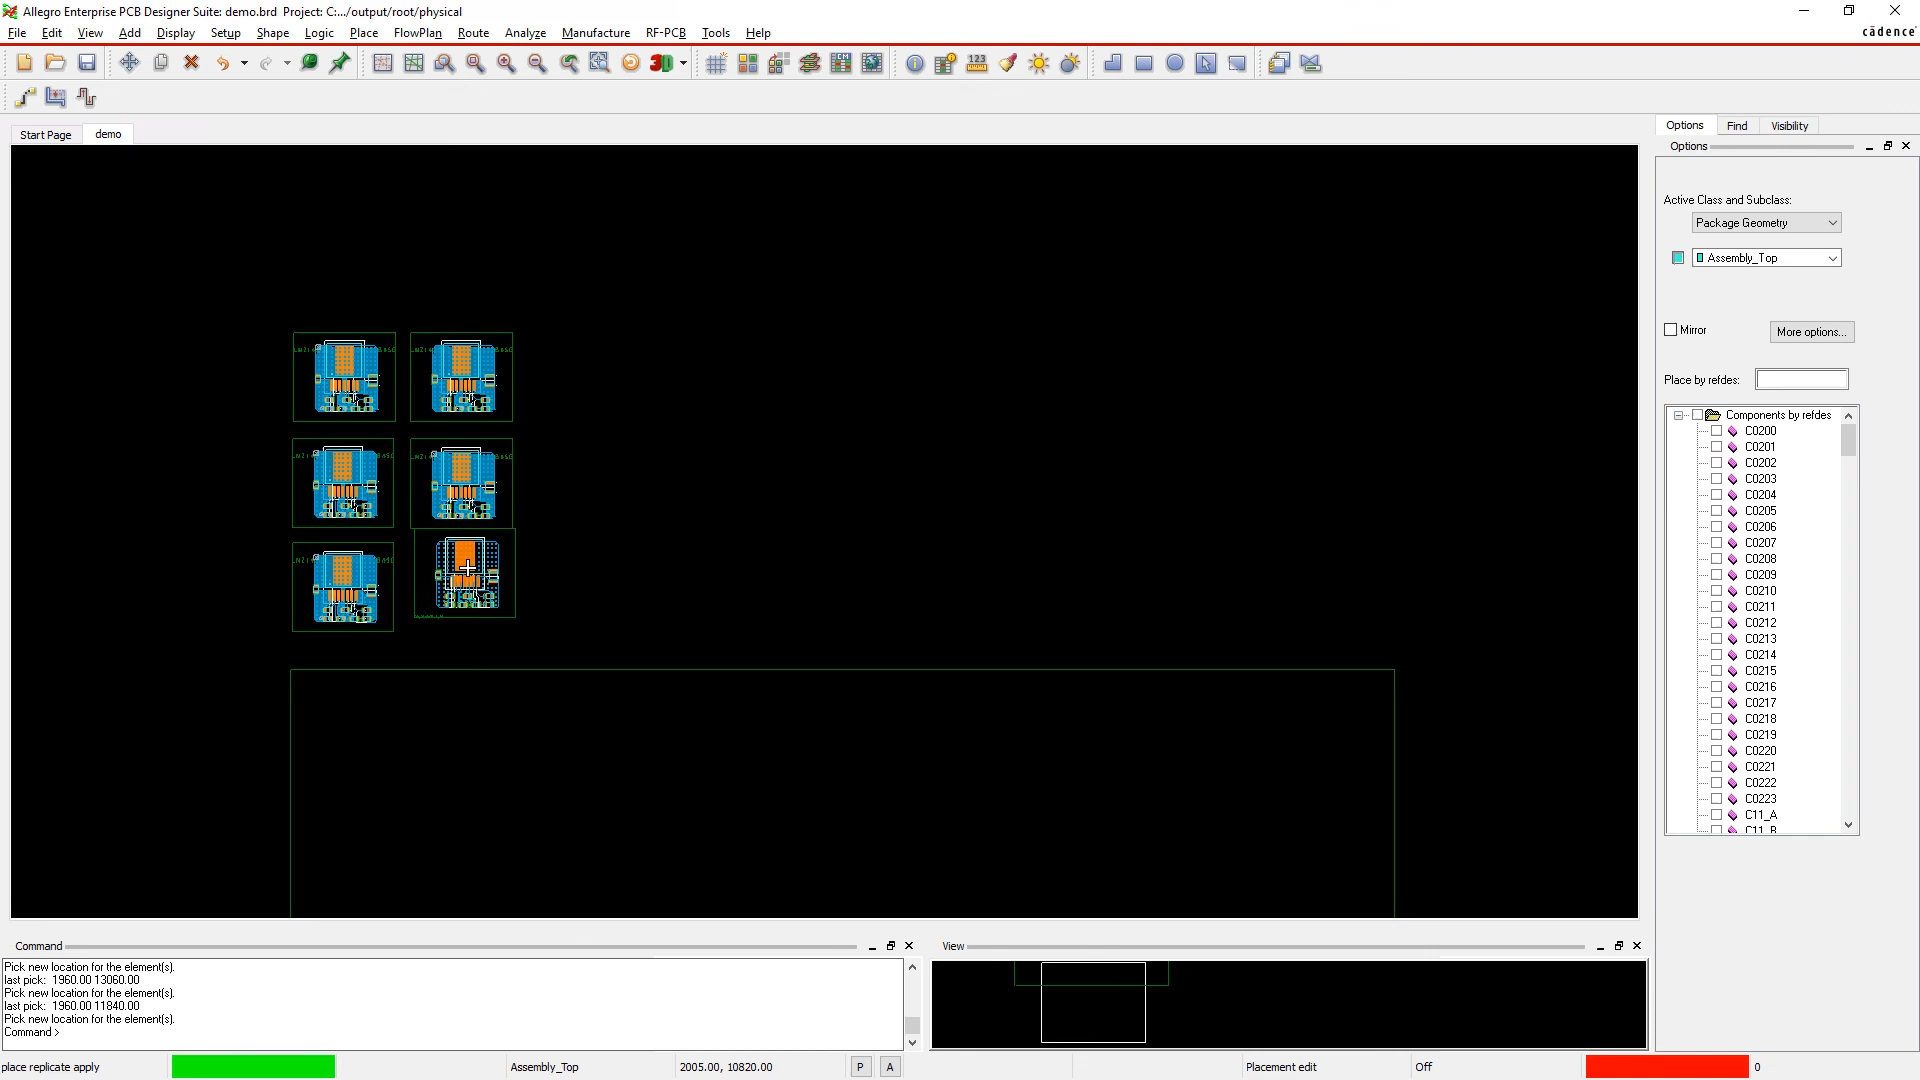 Allegro Enterprise PCB Designer Suite: demo.brd  Project: C:.../output/root/physical
File Edit View Add Display Setup Shape Logic Place FlowPlan Route Analyze Manufacture RF-PCB Tools Help
cādence
3D
123
Start Page
demo
Options Find Visibility
Options
Active Class and Subclass:
Package Geometry
Assembly_Top
Mirror
More options...
Place by refdes:
Components by refdes
C0200
C0201
C0202
C0203
C0204
C0205
C0206
C0207
C0208
C0209
C0210
C0211
C0212
C0213
C0214
C0215
C0216
C0217
C0218
C0219
C0220
C0221
C0222
C0223
C11_A
C11_B
Command
Pick new location for the element(s).
last pick:  1960.00 13060.00
Pick new location for the element(s).
last pick:  1960.00 11840.00
Pick new location for the element(s).
Command >
View
place replicate apply
Assembly_Top
2005.00, 10820.00
P
A
Placement edit
Off
0